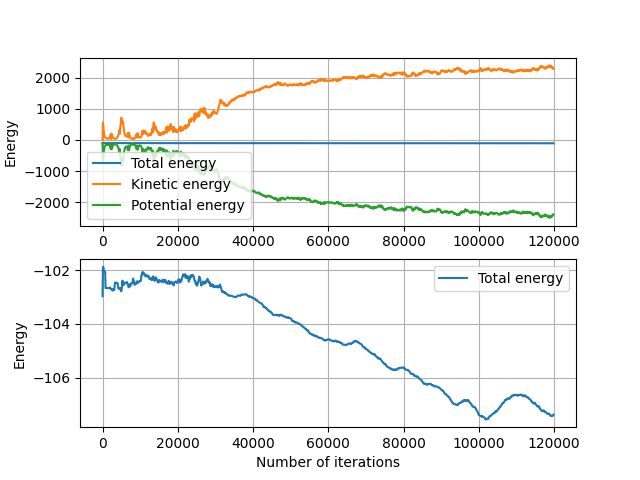 2000
1000
0
−1000
−2000
Energy
Total energy
Kinetic energy
Potential energy
0 20000 40000 60000 80000 100000 120000
−102
−104
−106
Energy
Total energy
0 20000 40000 60000 80000 100000 120000
Number of iterations